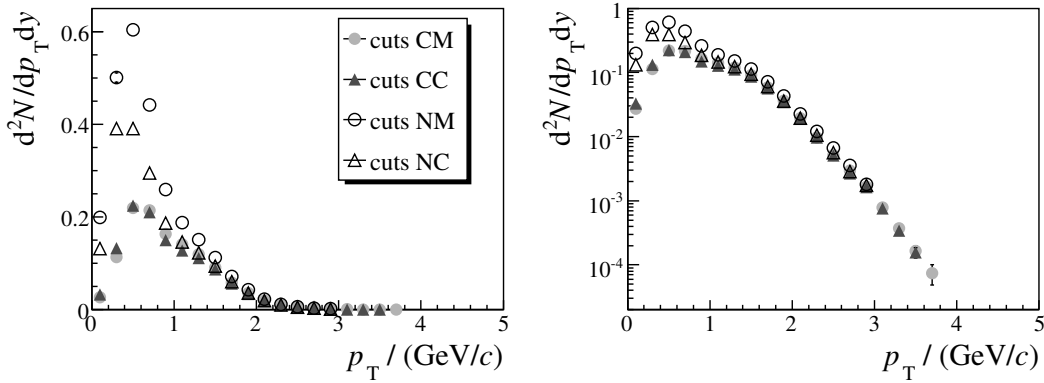 d²N/dp_T dy
0.6
0.4
0.2
0
0 1 2 3 4 5
p_T / (GeV/c)
cuts CM
cuts CC
cuts NM
cuts NC
d²N/dp_T dy
1
10⁻¹
10⁻²
10⁻³
10⁻⁴
0 1 2 3 4 5
p_T / (GeV/c)